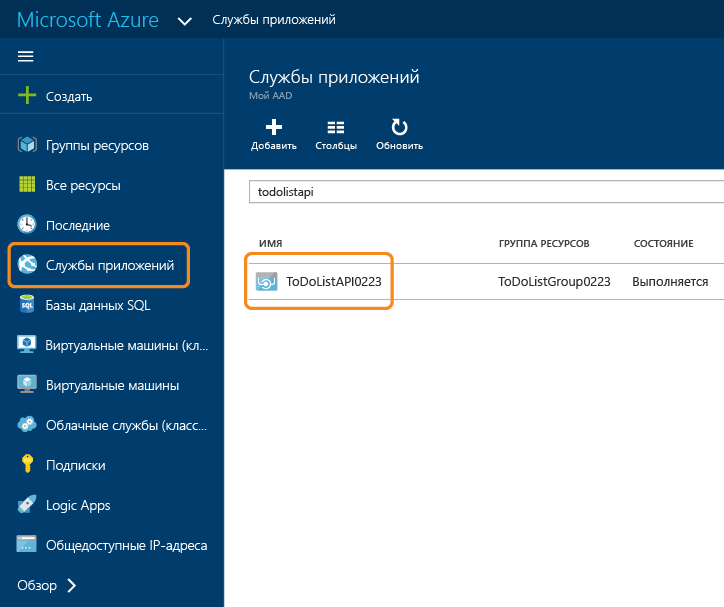 Microsoft Azure
Службы приложений
Создать
Группы ресурсов
Все ресурсы
Последние
Службы приложений
SQL
Базы данных SQL
Виртуальные машины (кл...
Виртуальные машины
Облачные службы (класс...
Подписки
Logic Apps
Общедоступные IP-адреса
Обзор
Службы приложений
Мой AAD
Добавить
Столбцы
Обновить
todolistapi
ИМЯ ГРУППА РЕСУРСОВ СОСТОЯНИЕ
ToDoListAPI0223 ToDoListGroup0223 Выполняется